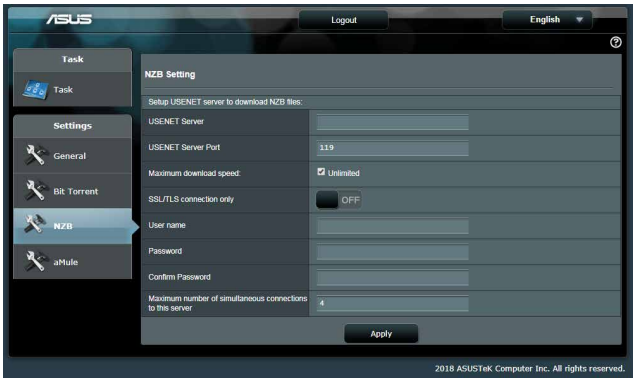 ASUS
Logout
English
Task
Task
Settings
General
Bit Torrent
NZB
aMule
NZB Setting
Setup USENET server to download NZB files:
USENET Server
USENET Server Port 119
Maximum download speed: Unlimited
SSL/TLS connection only OFF
User name
Password
Confirm Password
Maximum number of simultaneous connections
to this server 4
Apply
2018 ASUSTeK Computer Inc. All rights reserved.